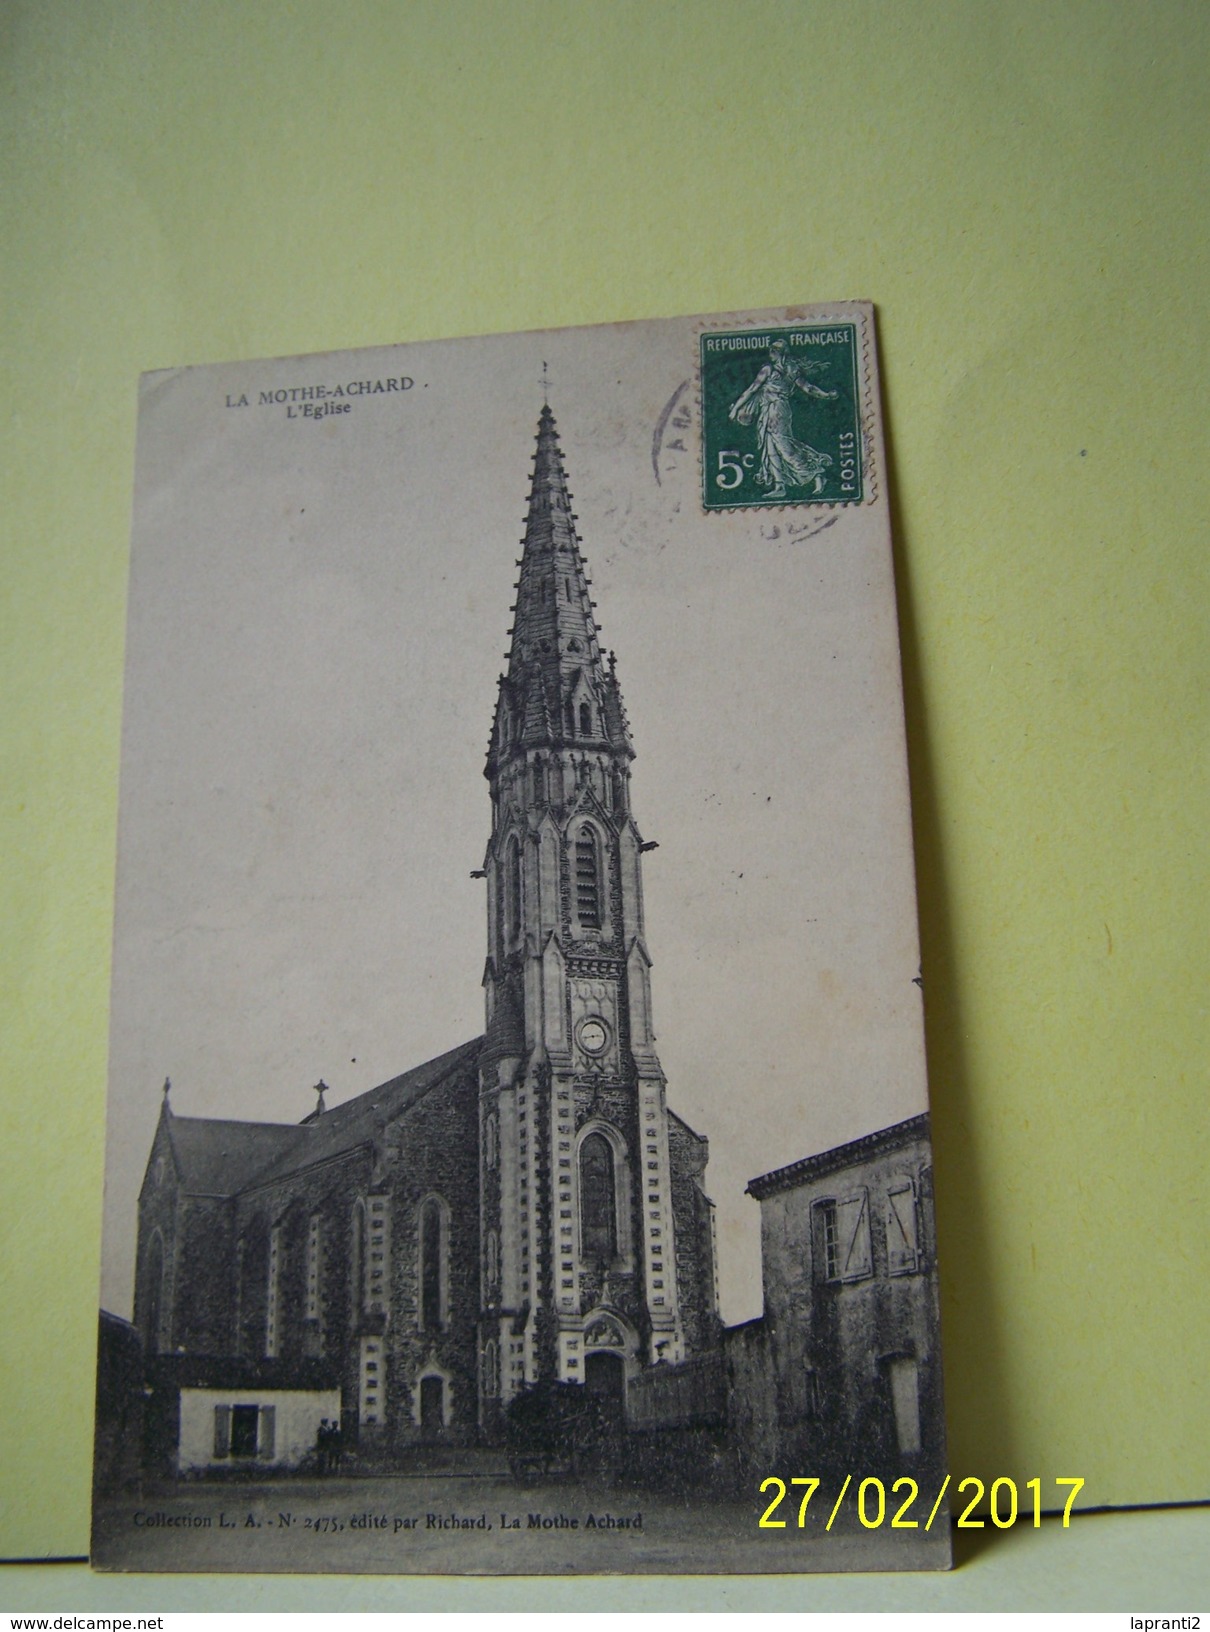 LA MOTHE-ACHARD.
L'Eglise
REPUBLIQUE FRANÇAISE
5c
POSTES
Collection L. A. - N° 2475, édité par Richard, La Mothe Achard
27/02/2017
www.delcampe.net
lapranti2